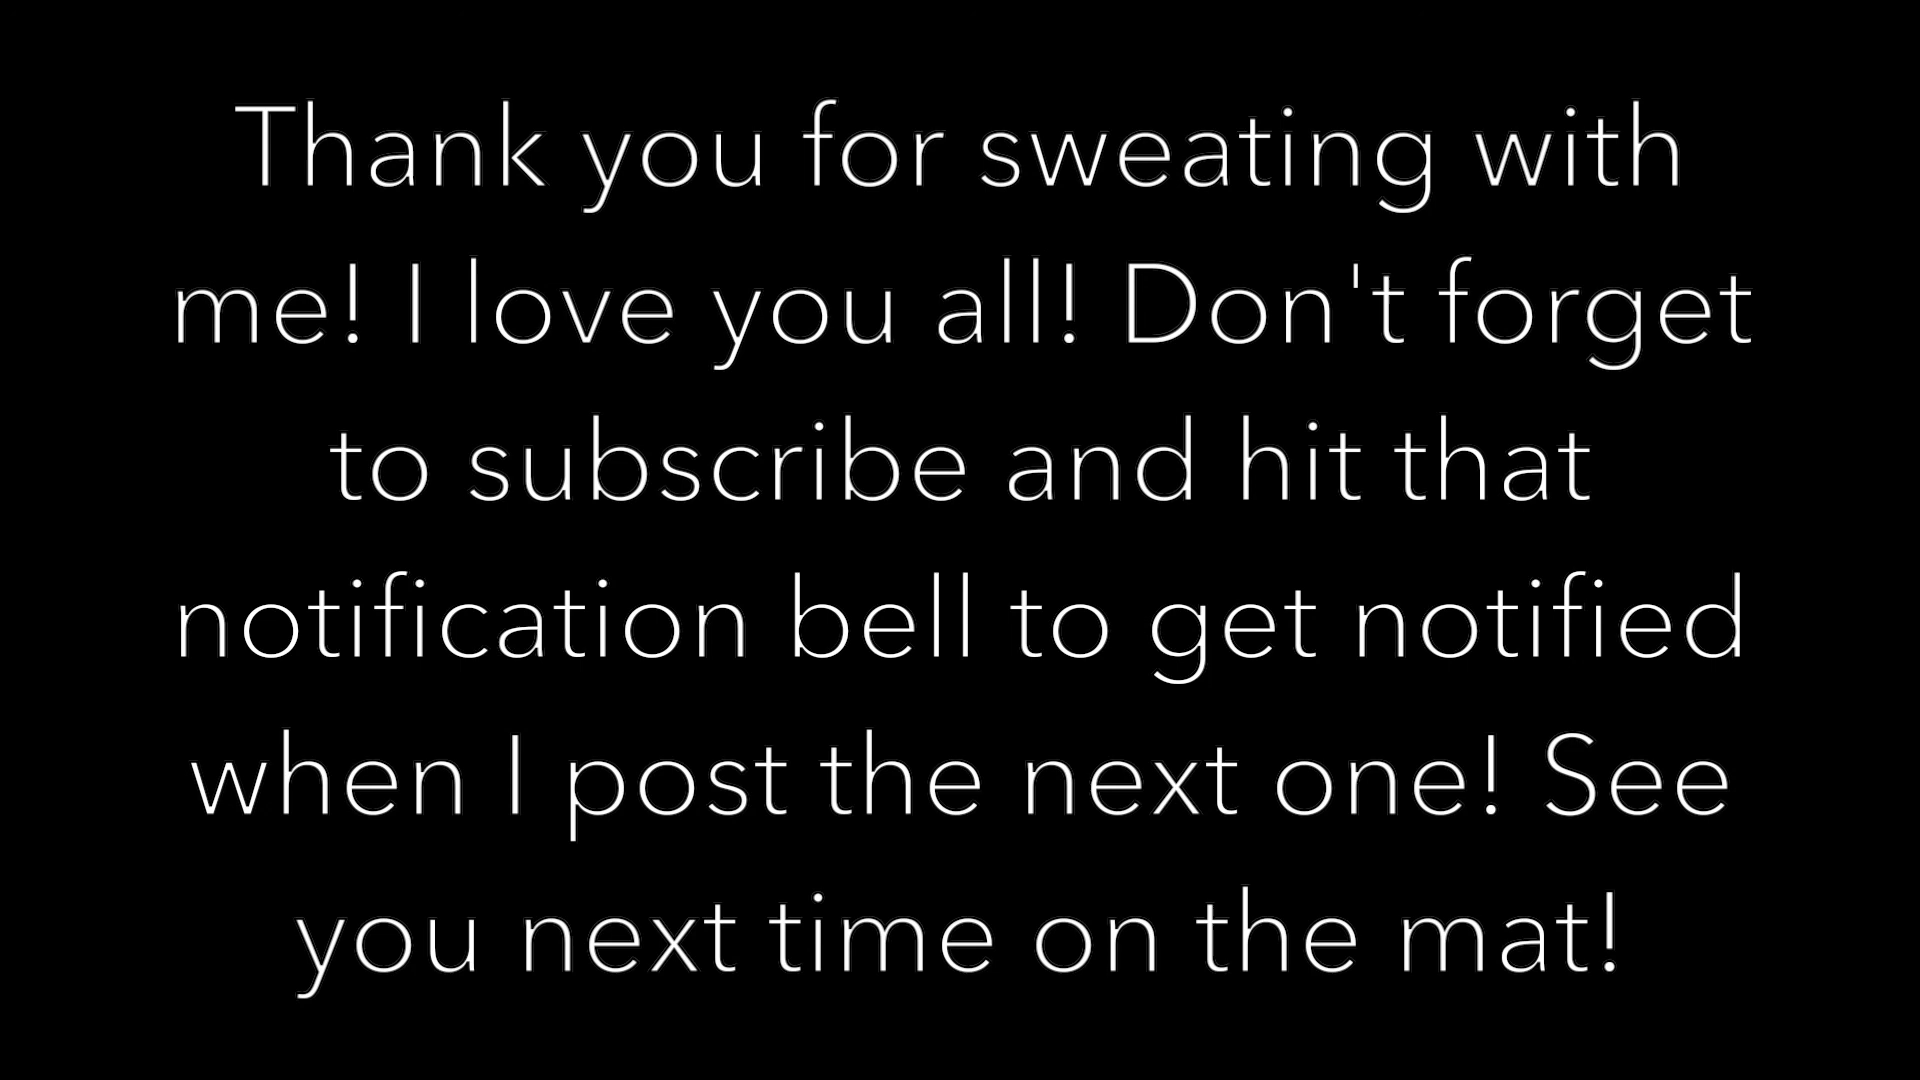 Thank you for sweating with
me! I love you all! Don't forget
to subscribe and hit that
notification bell to get notified
when I post the next one! See
you next time on the mat!